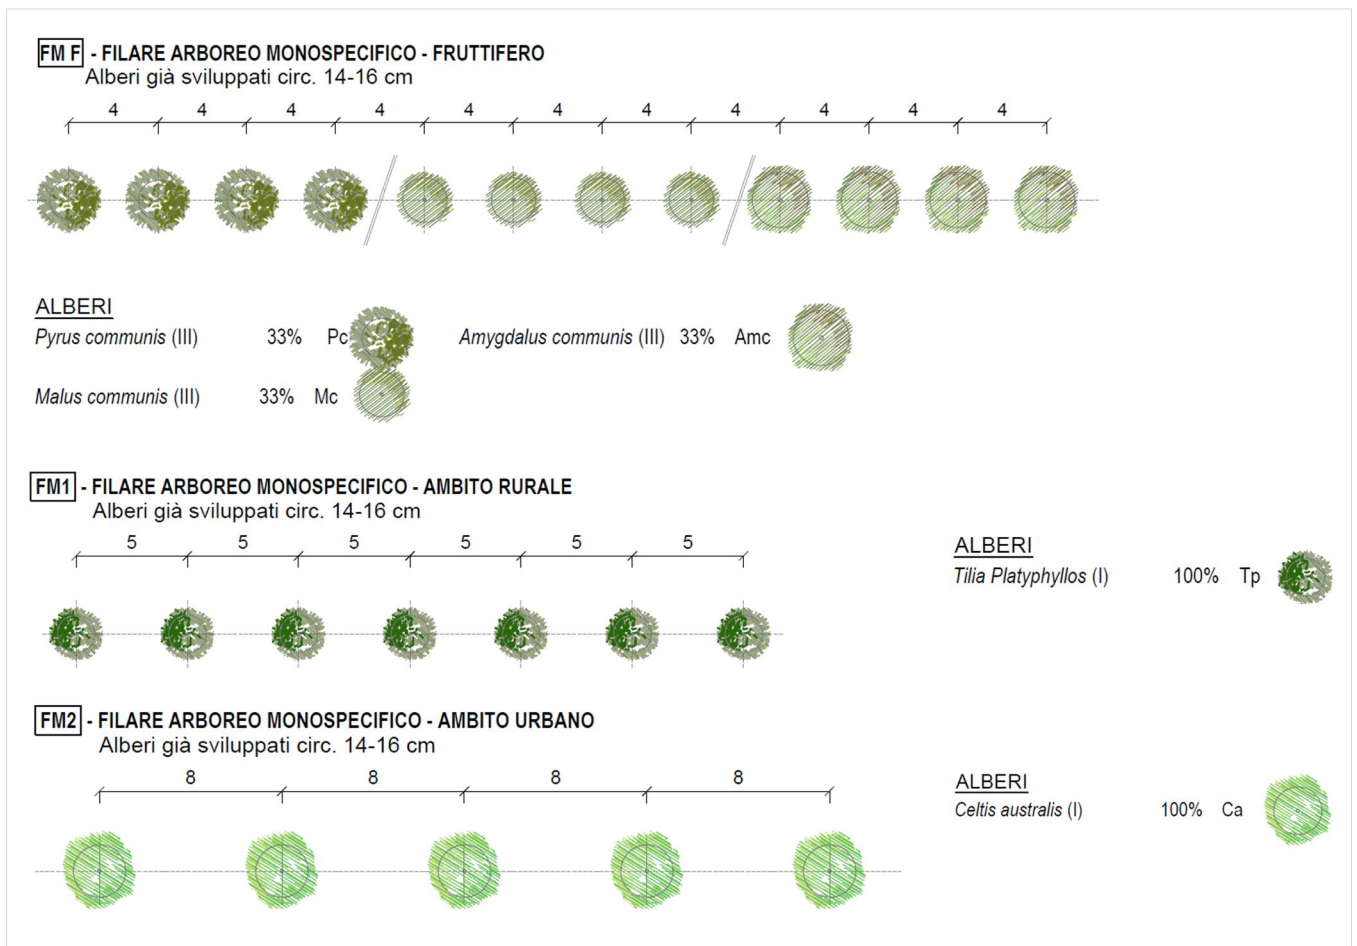 FM F - FILARE ARBOREO MONOSPECIFICO - FRUTTIFERO
Alberi già sviluppati circ. 14-16 cm
4 4 4 4 4 4 4 4 4 4 4
ALBERI
Pyrus communis (III) 33% Pc Amygdalus communis (III) 33% Amc
Malus communis (III) 33% Mc
FM1 - FILARE ARBOREO MONOSPECIFICO - AMBITO RURALE
Alberi già sviluppati circ. 14-16 cm
5 5 5 5 5 5
ALBERI
Tilia Platyphyllos (I) 100% Tp
FM2 - FILARE ARBOREO MONOSPECIFICO - AMBITO URBANO
Alberi già sviluppati circ. 14-16 cm
8 8 8 8
ALBERI
Celtis australis (I) 100% Ca